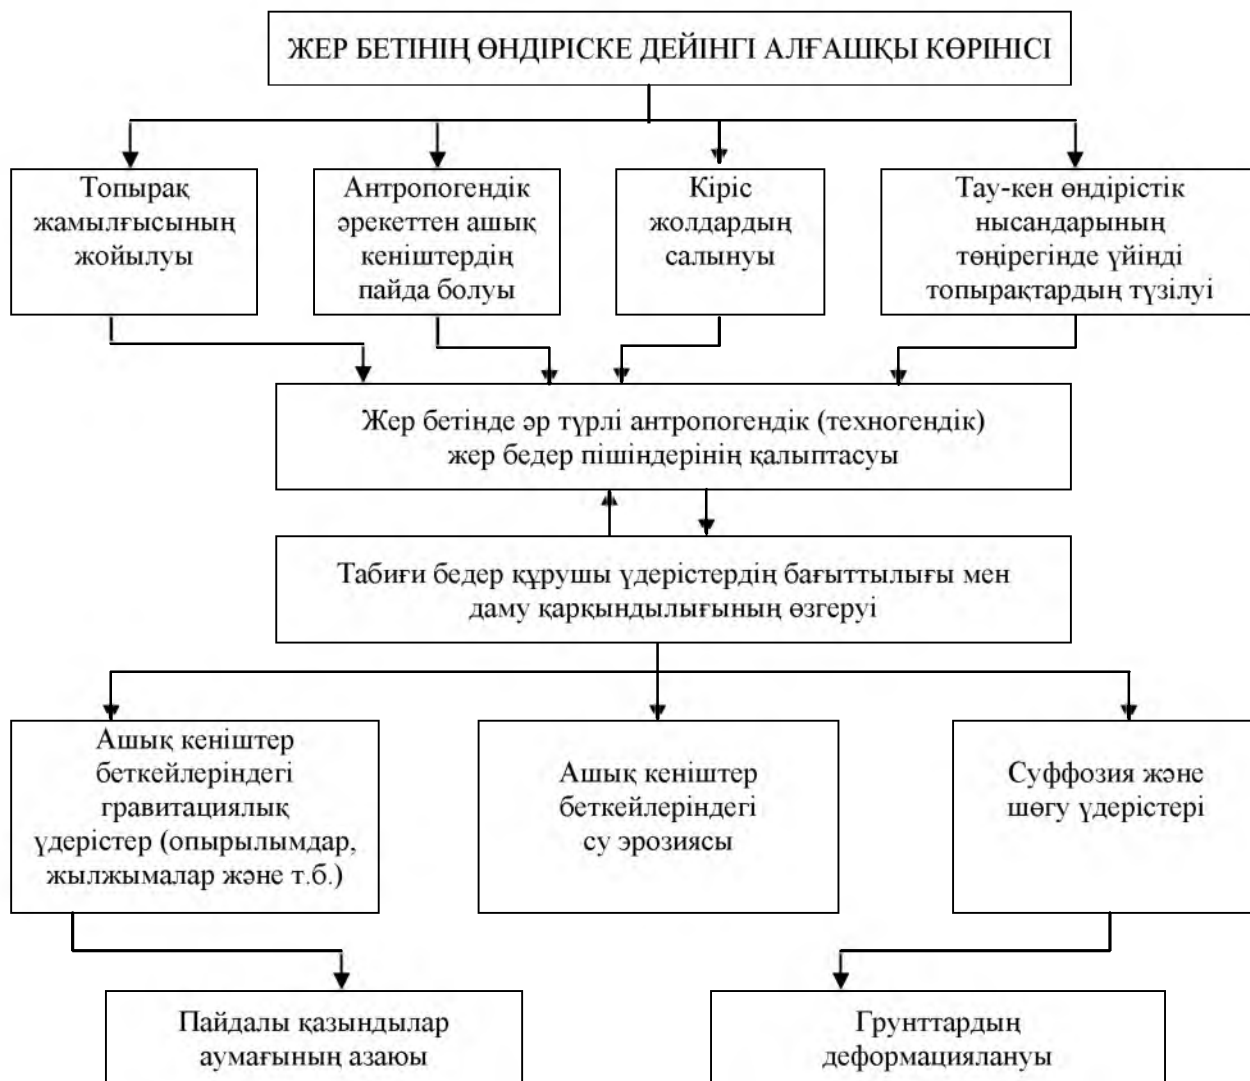 ЖЕР БЕТІНІҢ ӨНДІРІСКЕ ДЕЙІНГІ АЛҒАШҚЫ КӨРІНІСІ
Топырақ
жамылғысының
жойылуы
Антропогендік
әрекеттен ашық
кеніштердің
пайда болуы
Кіріс
жолдардың
салынуы
Тау-кен өндірістік
нысандарының
төңірегінде үйінді
топырақтардың түзілуі
Жер бетінде әр түрлі антропогендік (техногендік)
жер бедер пішіндерінің қалыптасуы
Табиғи бедер құрушы үдерістердің бағыттылығы мен
даму қарқындылығының өзгеруі
Ашық кеніштер
беткейлеріндегі
гравитациялық
үдерістер (опырылымдар,
жылжымалар және т.б.)
Ашық кеніштер
беткейлеріндегі
су эрозиясы
Суффозия және
шөгу үдерістері
Пайдалы қазындылар
аумағының азаюы
Грунттардың
деформациялануы